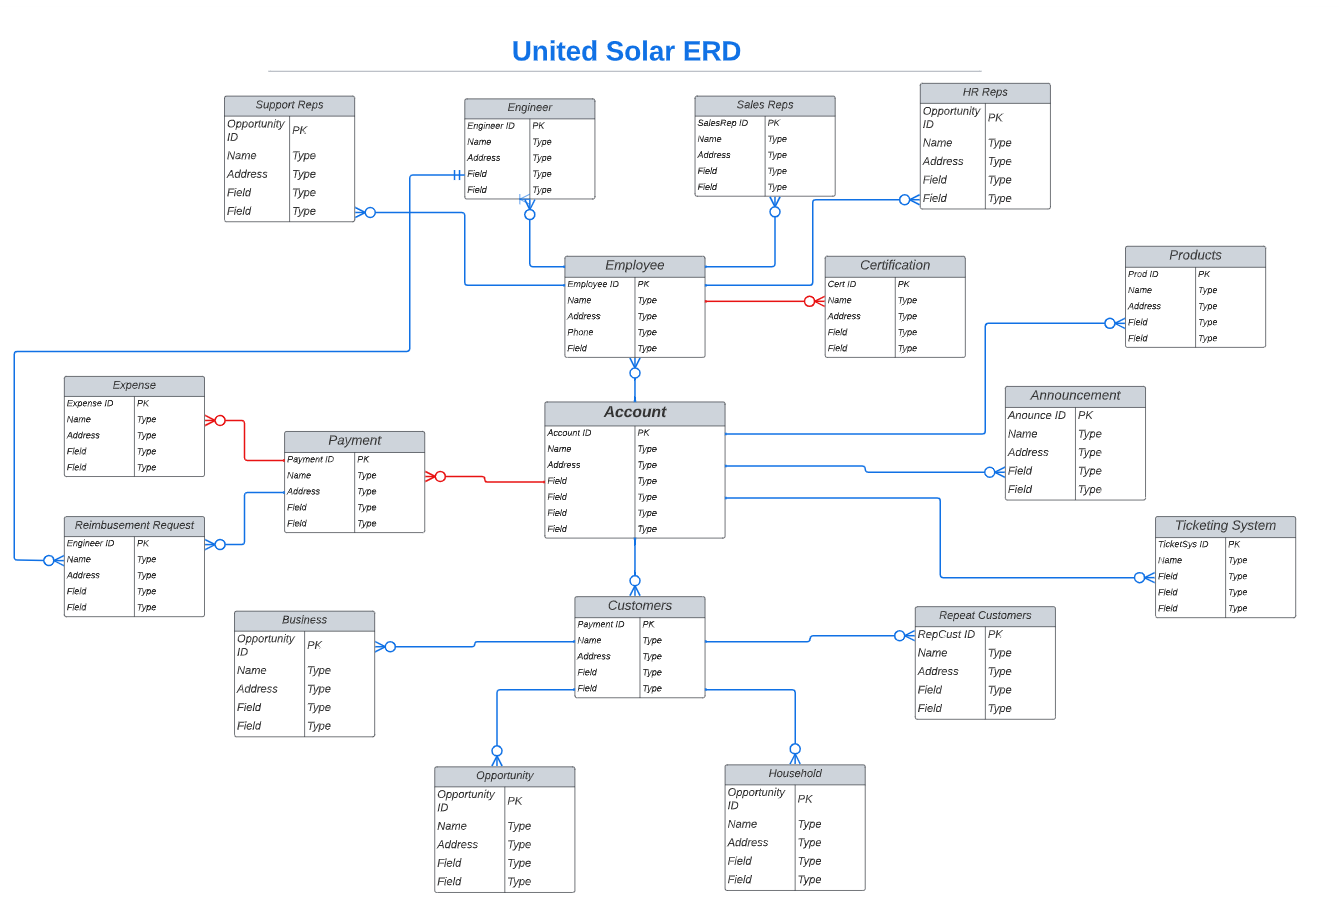 United Solar ERD
Support Reps
Opportunity
ID
PK
Name Type
Address Type
Field Type
Field Type
Engineer
Engineer ID PK
Name Type
Address Type
Field Type
Field Type
Sales Reps
SalesRep ID PK
Name Type
Address Type
Field Type
Field Type
HR Reps
Opportunity
ID
PK
Name Type
Address Type
Field Type
Field Type
Employee
Employee ID PK
Name Type
Address Type
Phone Type
Field Type
Certification
Cert ID PK
Name Type
Address Type
Field Type
Field Type
Products
Prod ID PK
Name Type
Address Type
Field Type
Field Type
Expense
Expense ID PK
Name Type
Address Type
Field Type
Field Type
Payment
Payment ID PK
Name Type
Address Type
Field Type
Field Type
Account
Account ID PK
Name Type
Address Type
Field Type
Field Type
Field Type
Field Type
Announcement
Anounce ID PK
Name Type
Address Type
Field Type
Field Type
Reimbusement Request
Engineer ID PK
Name Type
Address Type
Field Type
Field Type
Ticketing System
TicketSys ID PK
Name Type
Field Type
Field Type
Field Type
Business
Opportunity
ID
PK
Name Type
Address Type
Field Type
Field Type
Customers
Payment ID PK
Name Type
Address Type
Field Type
Field Type
Repeat Customers
RepCust ID PK
Name Type
Address Type
Field Type
Field Type
Opportunity
Opportunity
ID
PK
Name Type
Address Type
Field Type
Field Type
Household
Opportunity
ID
PK
Name Type
Address Type
Field Type
Field Type